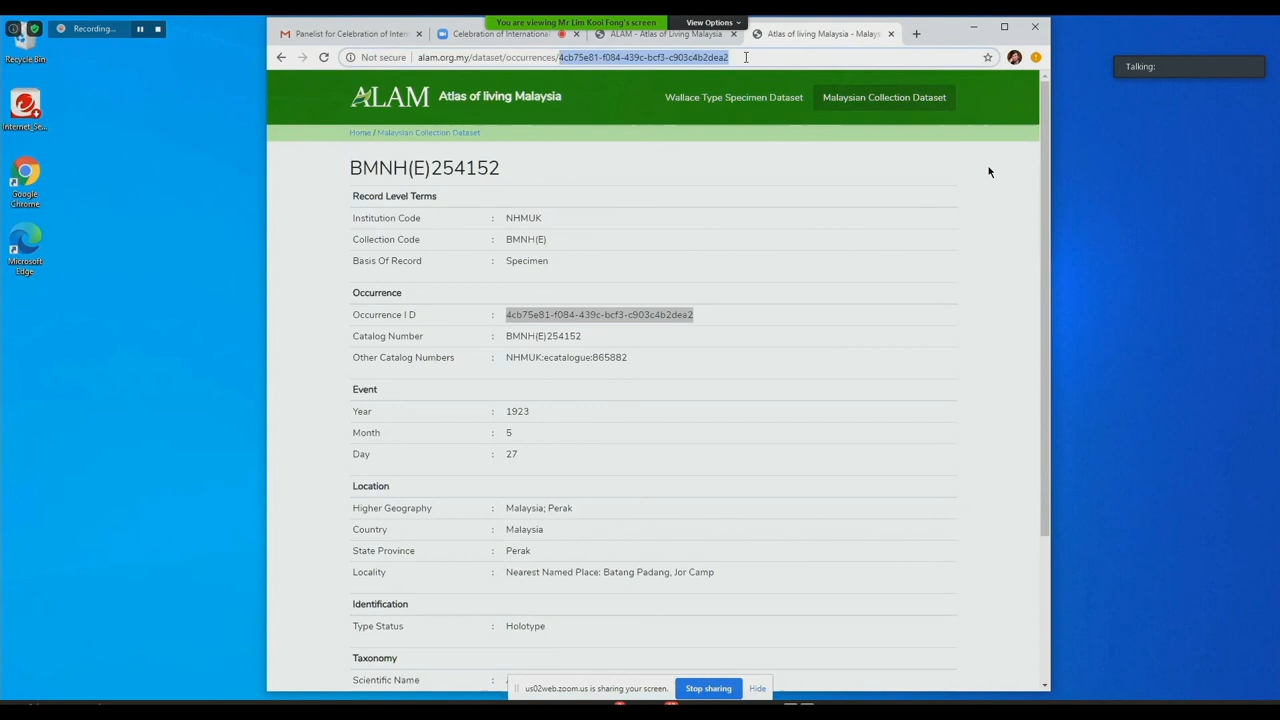 You are viewing Mr Lim Kooi Fong's screen View Options
Recording...
Panelist for Celebration of Inter Celebration of International ALAM - Atlas of Living Malaysia Atlas of living Malaysia - Malays
Not secure alam.org.my/dataset/occurrences/4cb75e81-f084-439c-bcf3-c903c4b2dea2
Talking:
Recycle Bin
Internet_Se...
Google Chrome
Microsoft Edge
ALAM Atlas of living Malaysia Wallace Type Specimen Dataset Malaysian Collection Dataset
Home / Malaysian Collection Dataset
BMNH(E)254152
Record Level Terms
Institution Code : NHMUK
Collection Code : BMNH(E)
Basis Of Record : Specimen
Occurrence
Occurrence I D : 4cb75e81-f084-439c-bcf3-c903c4b2dea2
Catalog Number : BMNH(E)254152
Other Catalog Numbers : NHMUK:ecatalogue:865882
Event
Year : 1923
Month : 5
Day : 27
Location
Higher Geography : Malaysia; Perak
Country : Malaysia
State Province : Perak
Locality : Nearest Named Place: Batang Padang, Jor Camp
Identification
Type Status : Holotype
Taxonomy
Scientific Name :
us02web.zoom.us is sharing your screen. Stop sharing Hide